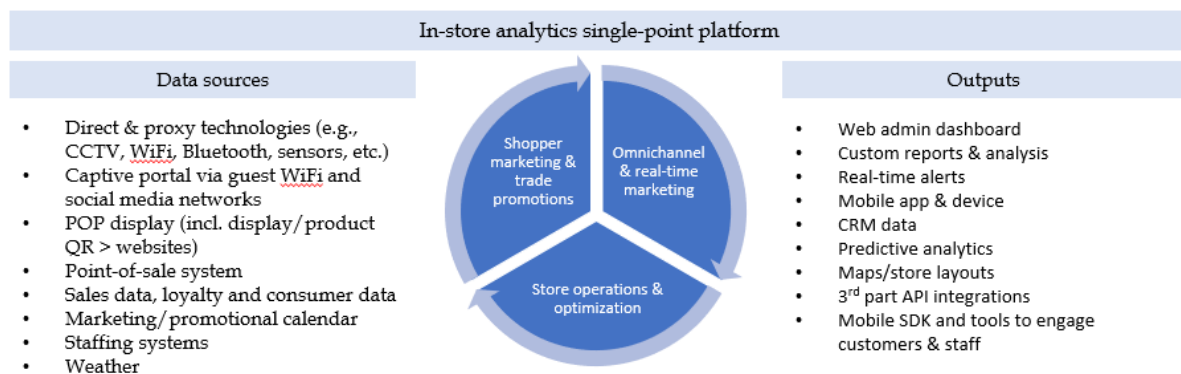 In-store analytics single-point platform
Data sources
• Direct & proxy technologies (e.g.,
CCTV, WiFi, Bluetooth, sensors, etc.)
• Captive portal via guest WiFi and
social media networks
• POP display (incl. display/product
QR > websites)
• Point-of-sale system
• Sales data, loyalty and consumer data
• Marketing/promotional calendar
• Staffing systems
• Weather
Shopper
marketing &
trade
promotions
Omnichannel
& real-time
marketing
Store operations &
optimization
Outputs
• Web admin dashboard
• Custom reports & analysis
• Real-time alerts
• Mobile app & device
• CRM data
• Predictive analytics
• Maps/store layouts
• 3rd part API integrations
• Mobile SDK and tools to engage
customers & staff